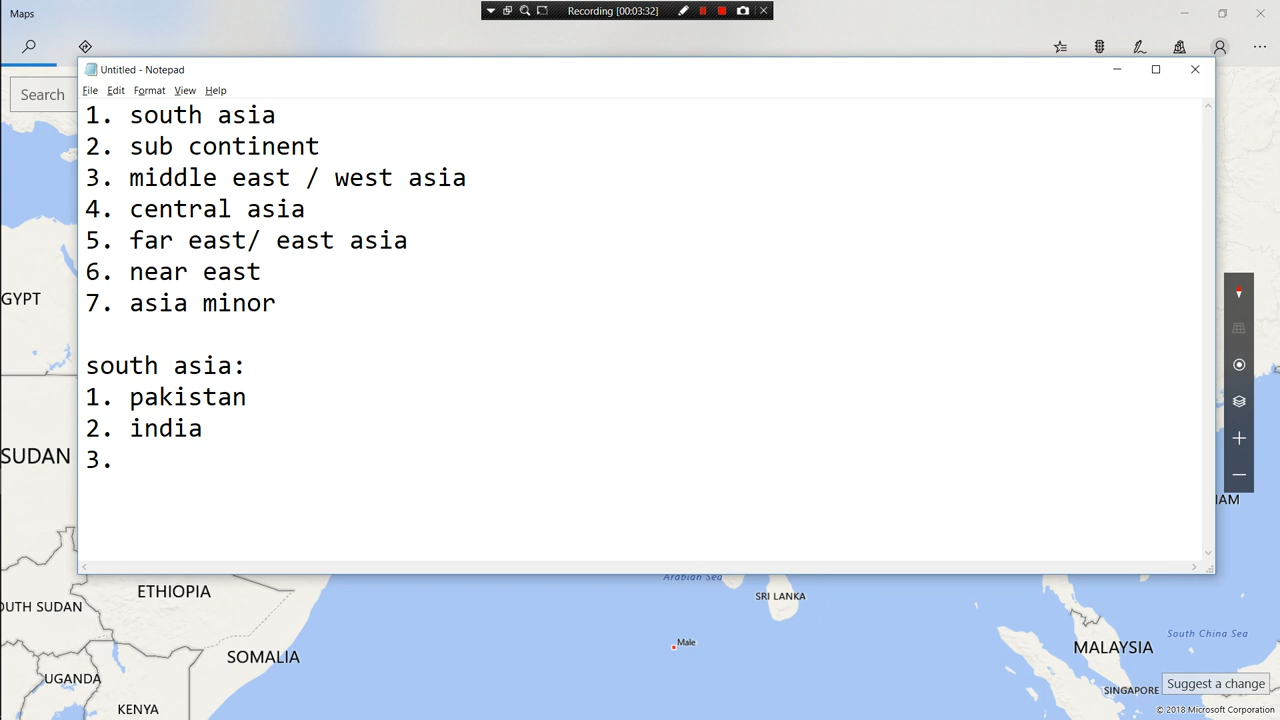 Maps
Recording [00:03:32]
Untitled - Notepad
File Edit Format View Help
Search
1. south asia
2. sub continent
3. middle east / west asia
4. central asia
5. far east/ east asia
6. near east
7. asia minor
south asia:
1. pakistan
2. india
3.
GYPT
SUDAN
ETHIOPIA
OUTH SUDAN
SOMALIA
UGANDA
KENYA
Arabian Sea
SRI LANKA
Male
NAM
South China Sea
MALAYSIA
SINGAPORE
Suggest a change
© 2018 Microsoft Corporation